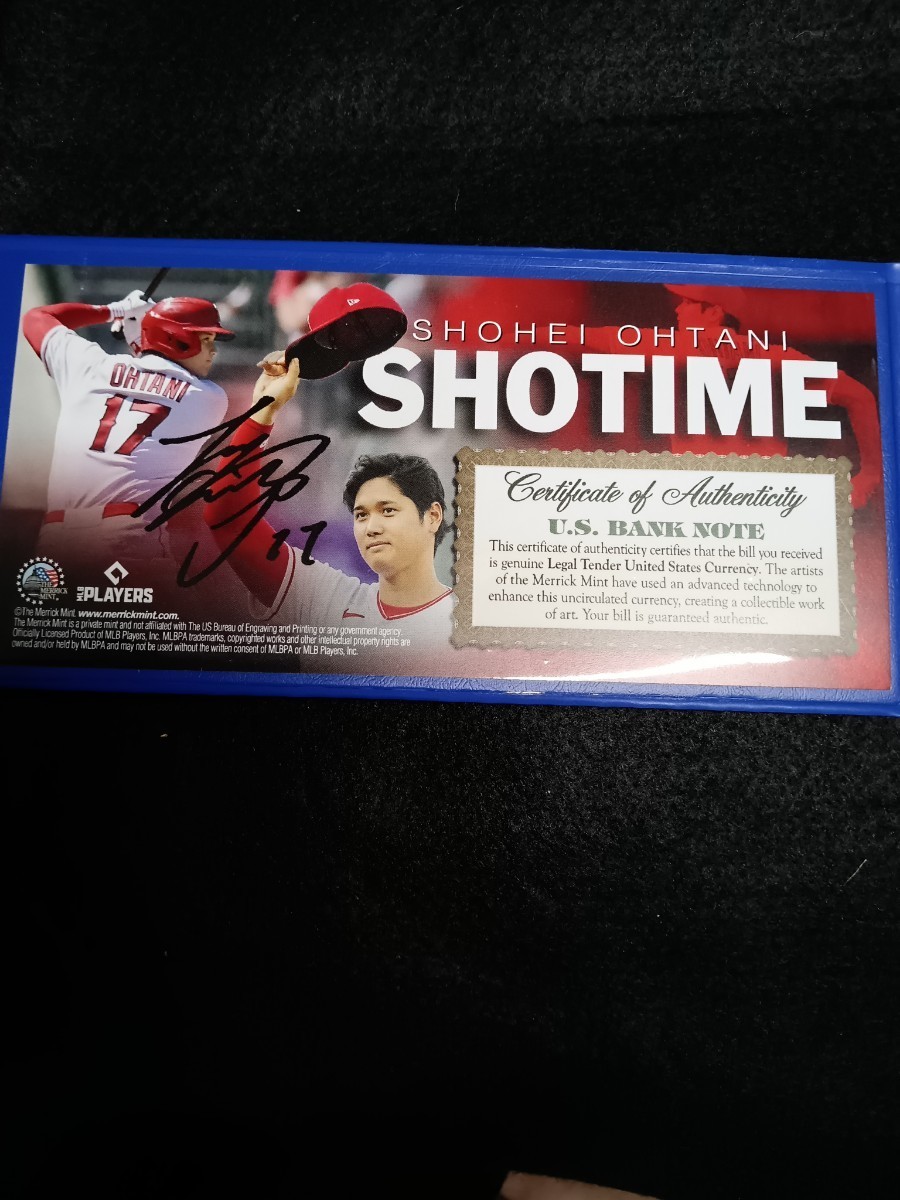 SHOHEI OHTANI
SHOTIME
OHTANI
17
17
Certificate of Authenticity
U.S. BANK NOTE
This certificate of authenticity certifies that the bill you received
is genuine Legal Tender United States Currency. The artists
of the Merrick Mint have used an advanced technology to
enhance this uncirculated currency, creating a collectible work
of art. Your bill is guaranteed authentic.
THE
MERRICK
MINT
MLB
PLAYERS
©The Merrick Mint. www.merrickmint.com.
The Merrick Mint is a private mint and not affiliated with The US Bureau of Engraving and Printing or any government agency.
Officially Licensed Product of MLB Players, Inc. MLBPA trademarks, copyrighted works and other intellectual property rights are
owned and/or held by MLBPA and may not be used without the written consent of MLBPA or MLB Players, Inc.